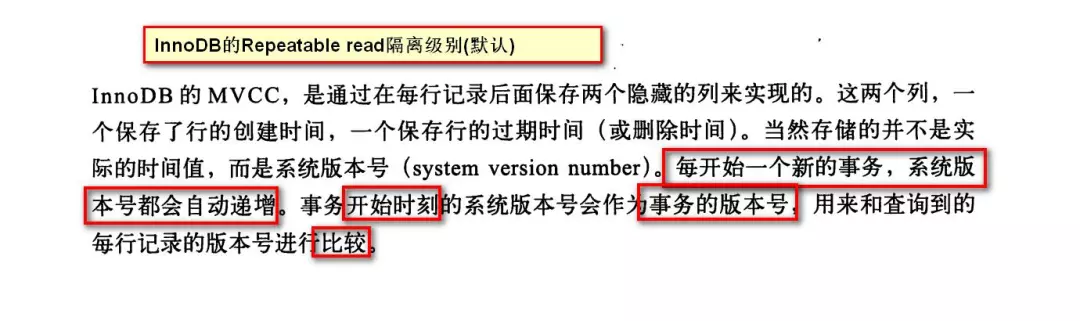 InnoDB的Repeatable read隔离级别(默认)
InnoDB 的 MVCC，是通过在每行记录后面保存两个隐藏的列来实现的。这两个列，一
个保存了行的创建时间，一个保存行的过期时间（或删除时间）。当然存储的并不是实
际的时间值，而是系统版本号（system version number）。每开始一个新的事务，系统版
本号都会自动递增。事务开始时刻的系统版本号会作为事务的版本号，用来和查询到的
每行记录的版本号进行比较。